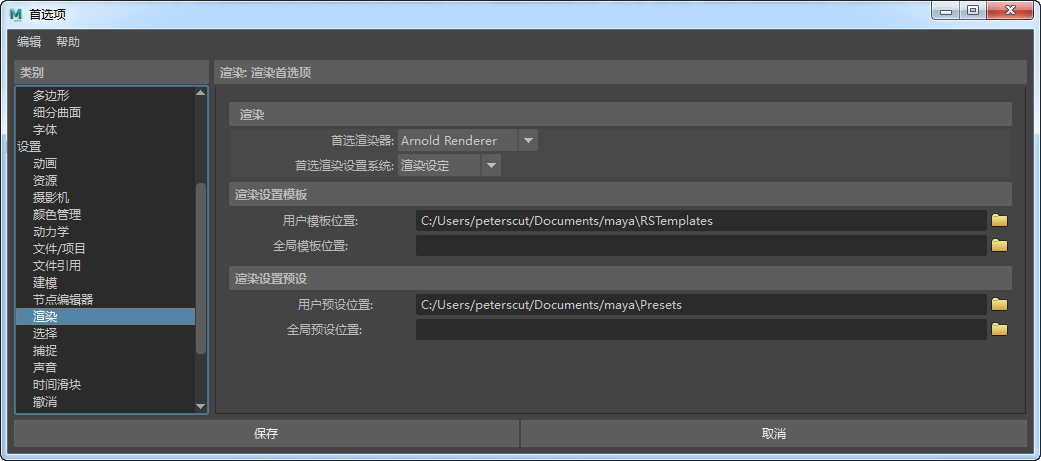 首选项
编辑 帮助
类别
多边形
细分曲面
字体
设置
动画
资源
摄影机
颜色管理
动力学
文件/项目
文件引用
建模
节点编辑器
渲染
选择
捕捉
声音
时间滑块
撤消
渲染: 渲染首选项
渲染
首选渲染器: Arnold Renderer
首选渲染设置系统: 渲染设定
渲染设置模板
用户模板位置: C:/Users/peterscut/Documents/maya\RSTemplates
全局模板位置:
渲染设置预设
用户预设位置: C:/Users/peterscut/Documents/maya\Presets
全局预设位置:
保存 取消